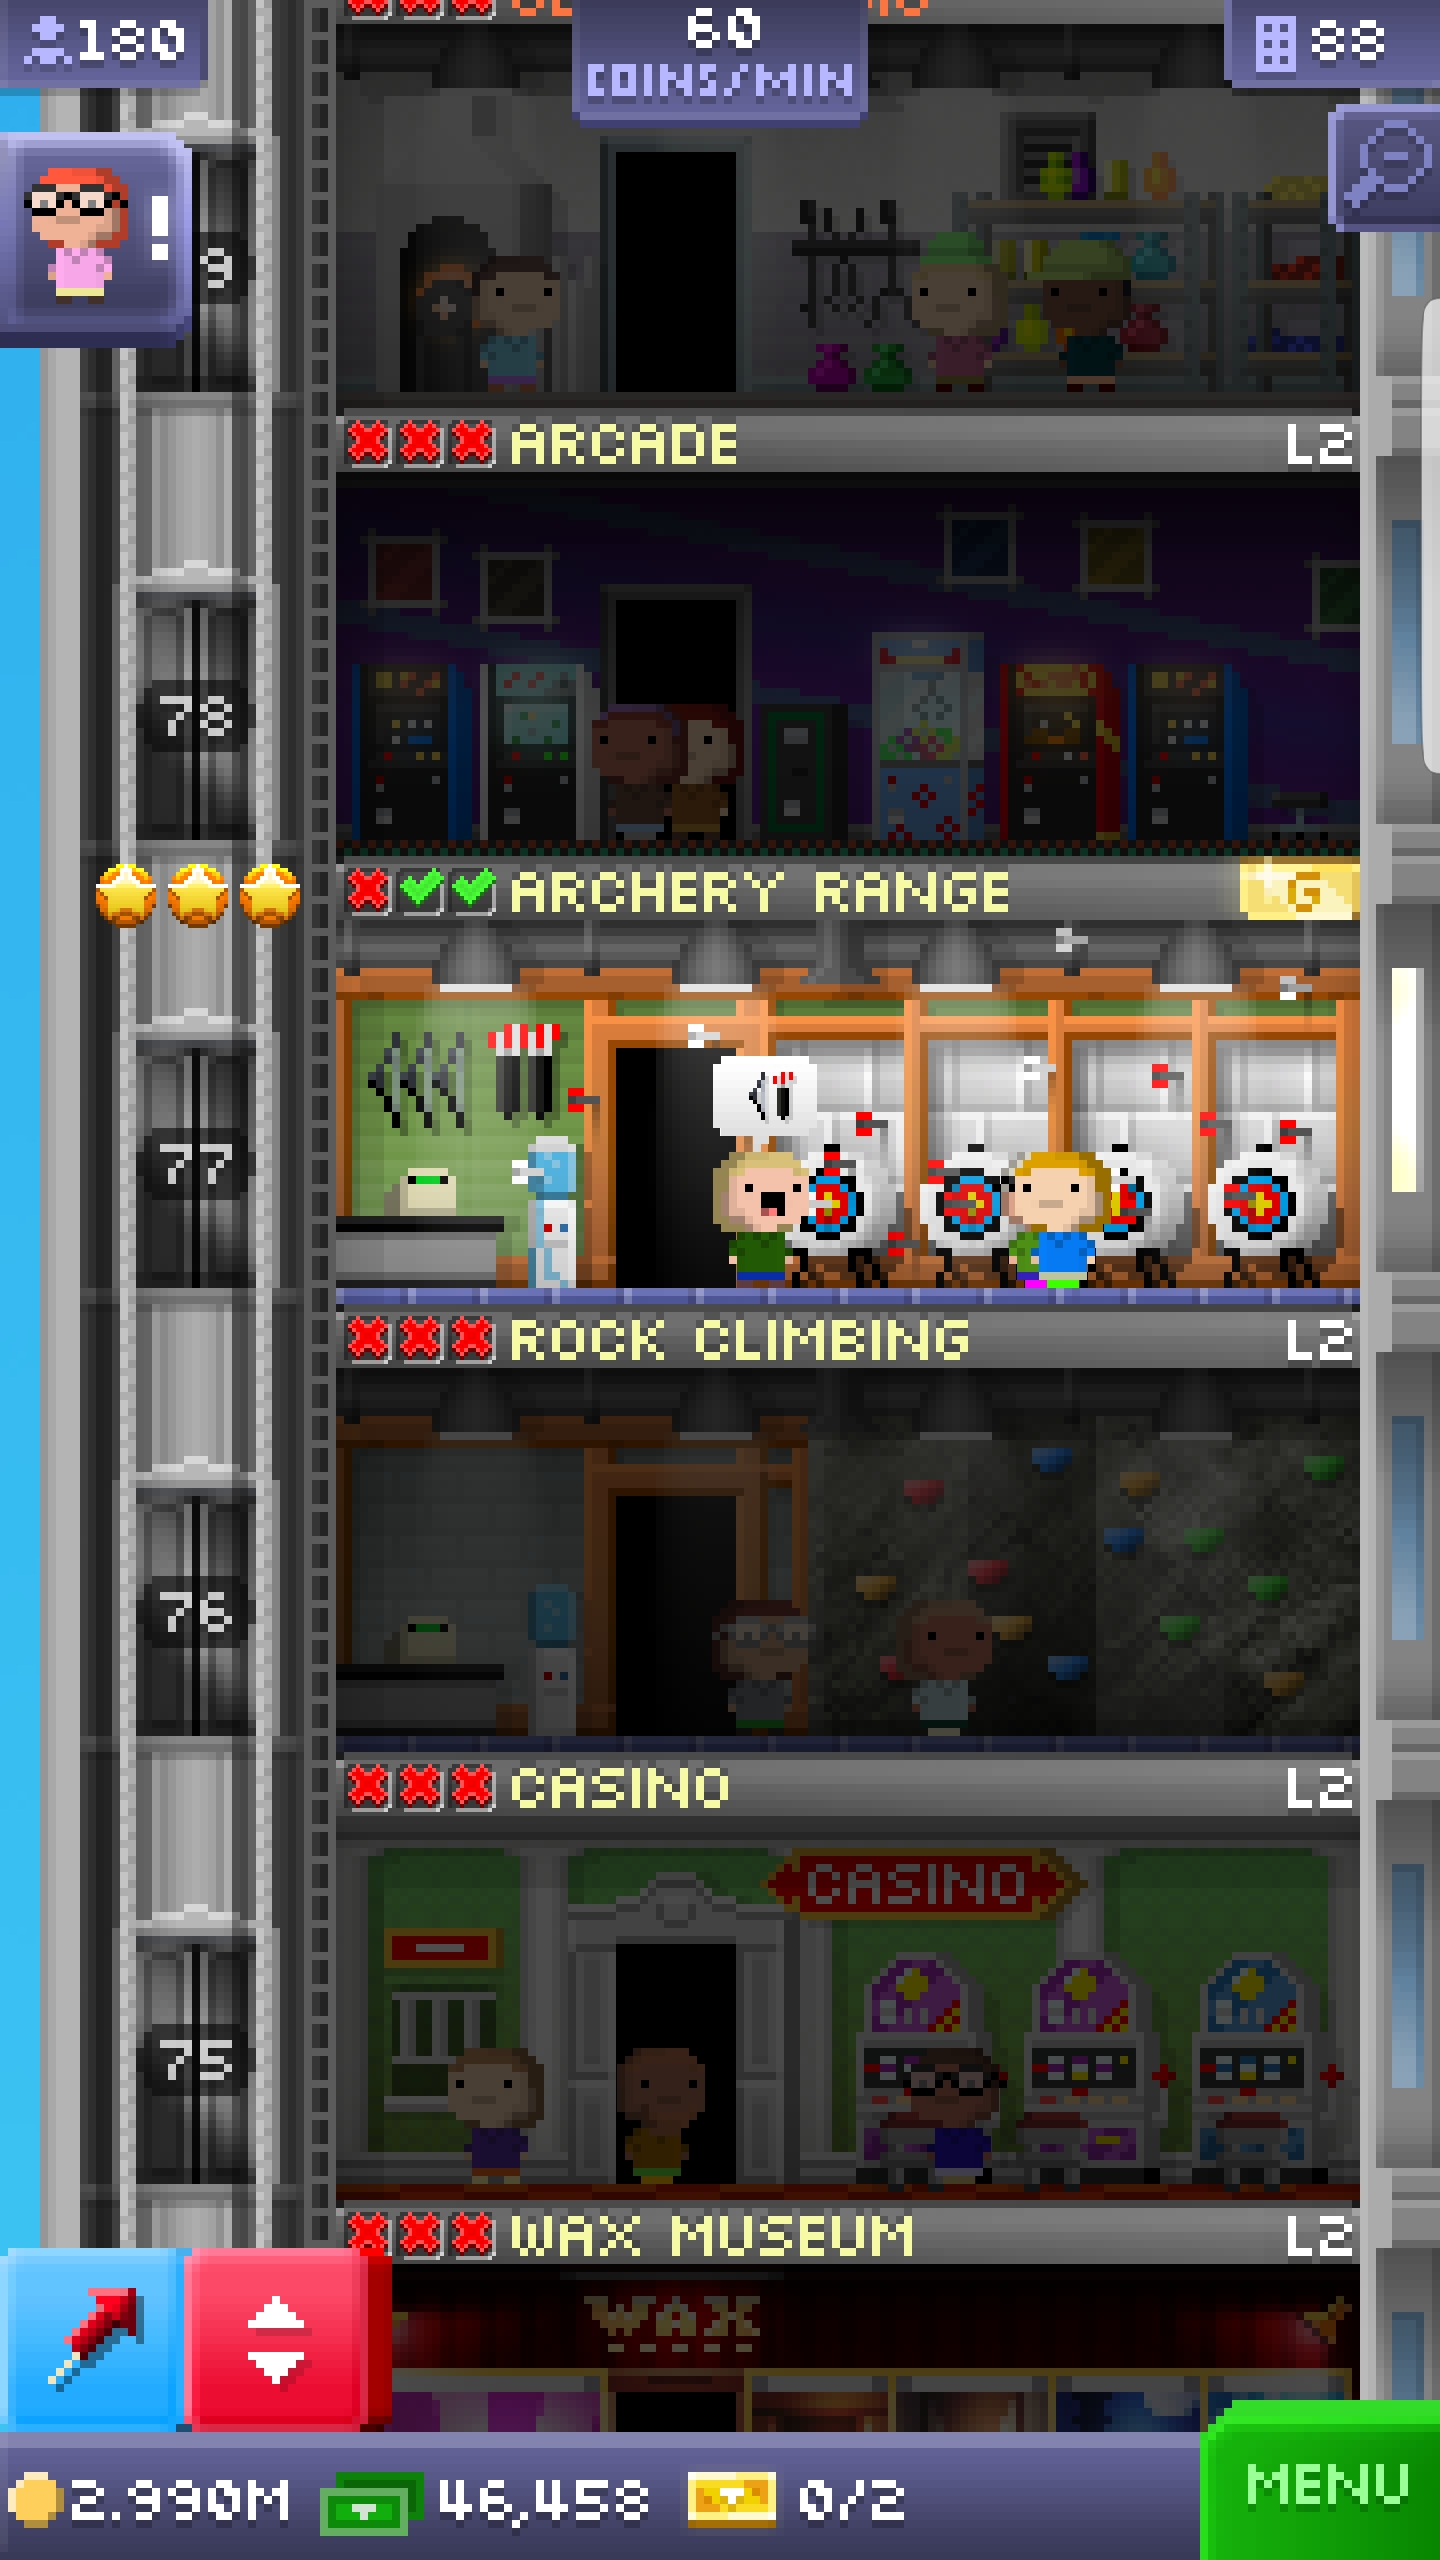 180
60
COINS/MIN
88
!
ARCADE L2
78
ARCHERY RANGE G
77
ROCK CLIMBING L2
76
CASINO L2
CASINO
75
WAX MUSEUM L2
WAX
2.990M 46,458 0/2
MENU